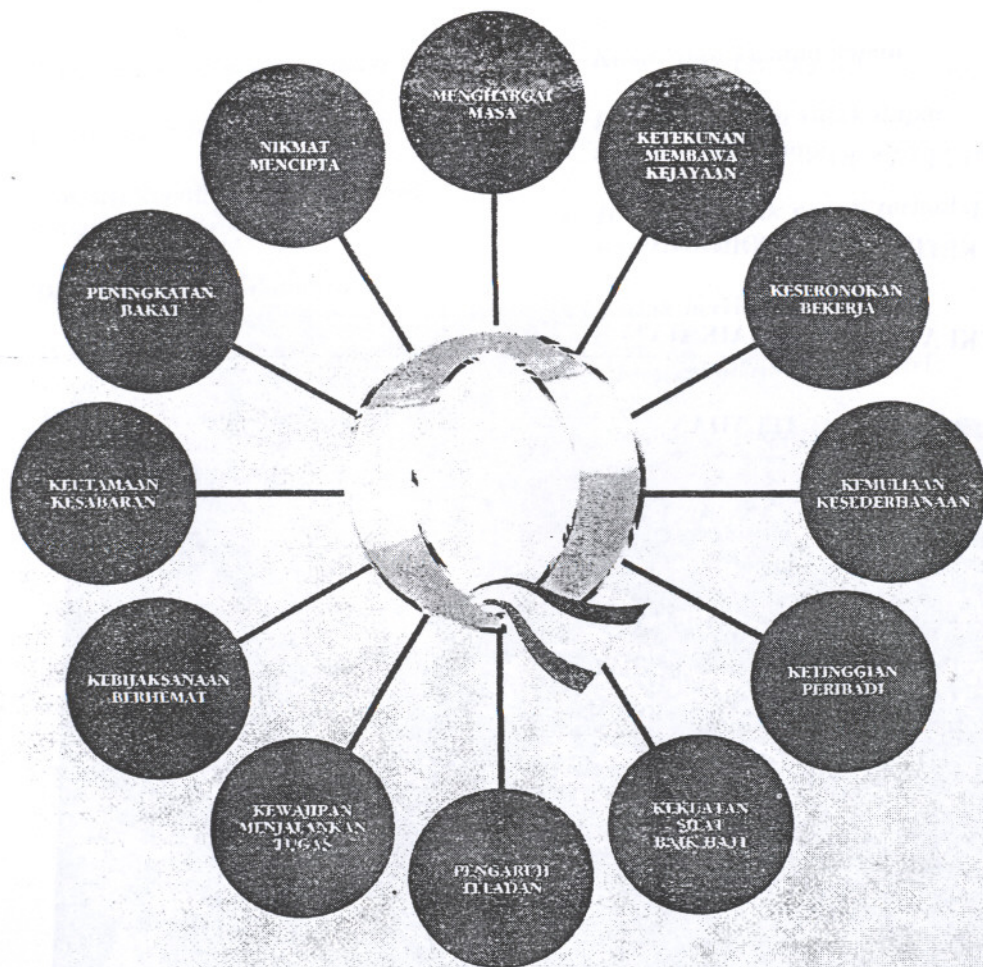 MENGHARGAI
MASA
KETEKUNAN
MEMBAWA
KEJAYAAN
KESERONOKAN
BEKERJA
KEMULIAAN
KESEDERHANAAN
KETINGGIAN
PERIBADI
KEKUATAN
SIFAT
BAIK HATI
PENGARUH
TELADAN
KEWAJIPAN
MENJALANKAN
TUGAS
KEBIJAKSANAAN
BERHEMAT
KEUTAMAAN
KESABARAN
PENINGKATAN
BAKAT
NIKMAT
MENCIPTA